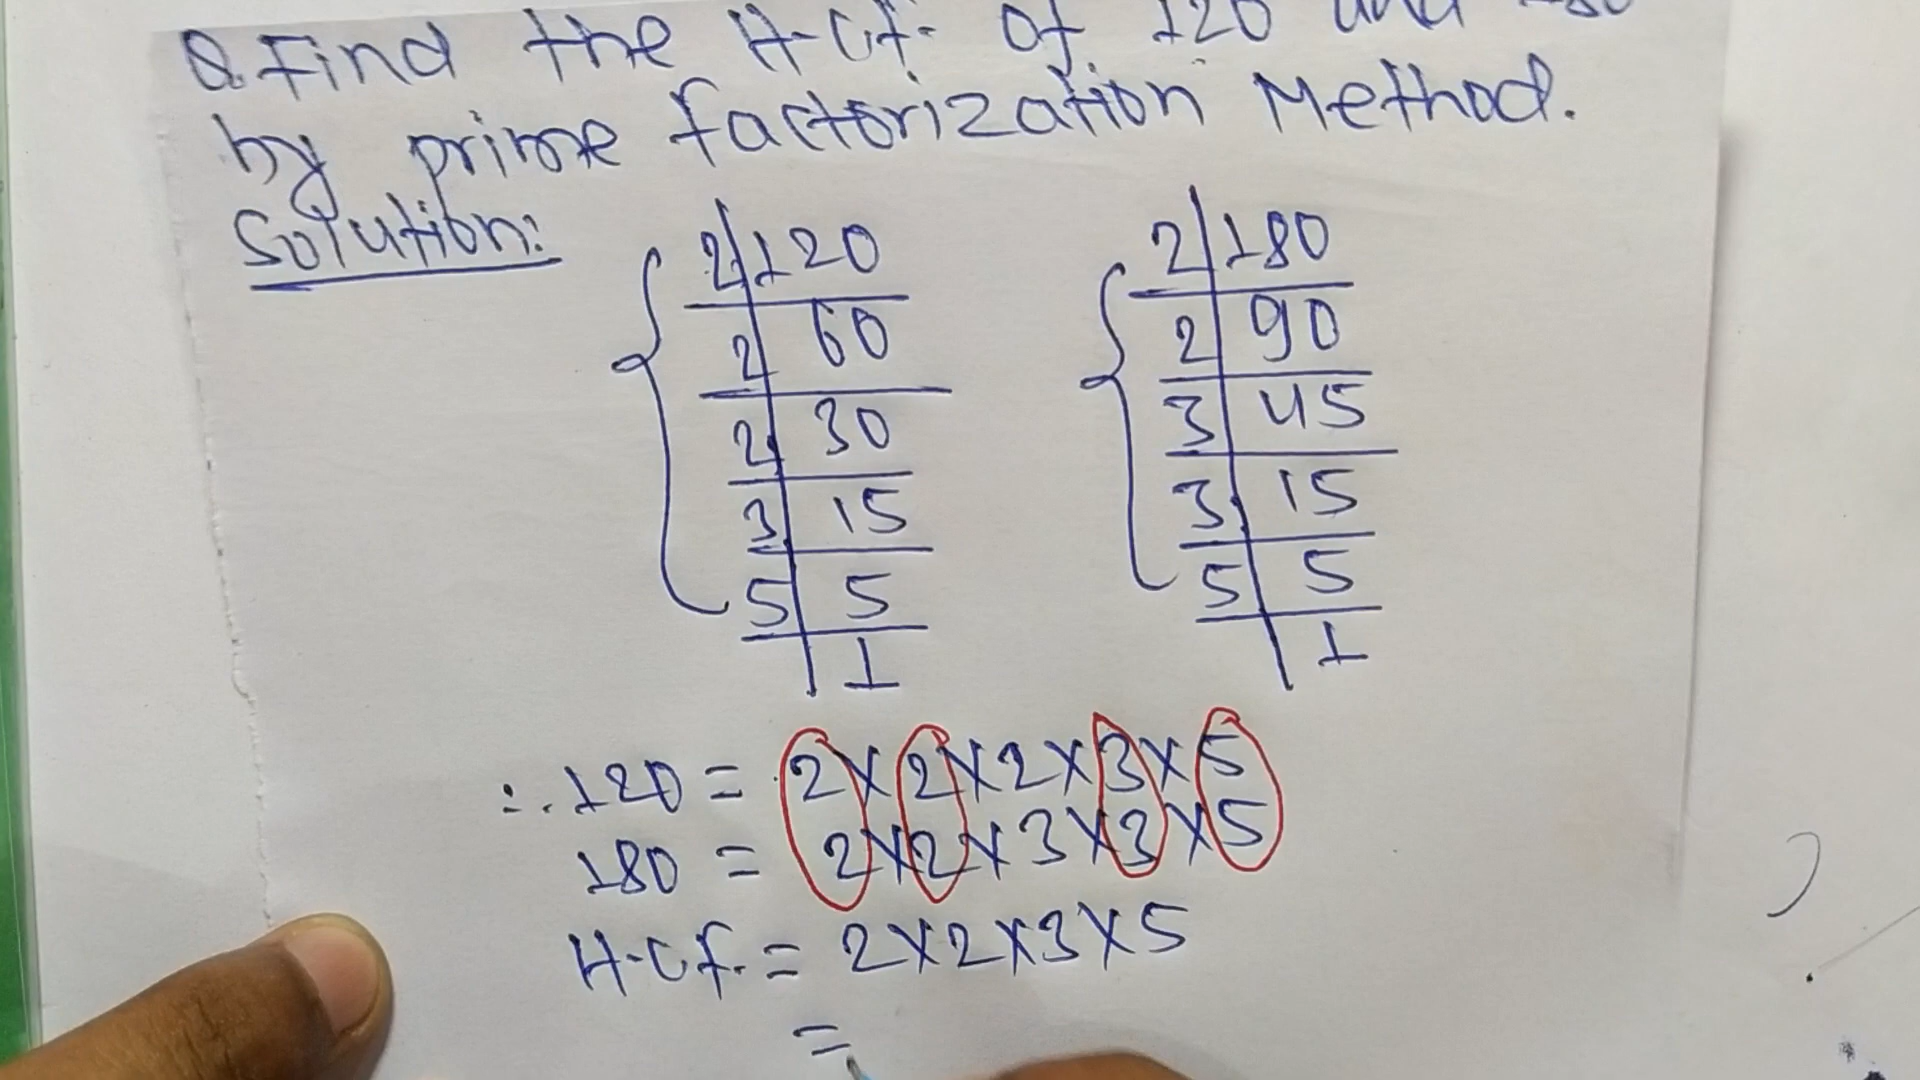 Q. Find the H.C.f. of 120 and
by prime factorization Method.
Solution:
2 | 120
2 | 60
2 | 30
3 | 15
5 | 5
1
2 | 180
2 | 90
3 | 45
3 | 15
5 | 5
1
∴ 120 = 2×2×2×3×5
180 = 2×2×3×3×5
H.C.f. = 2×2×3×5
=